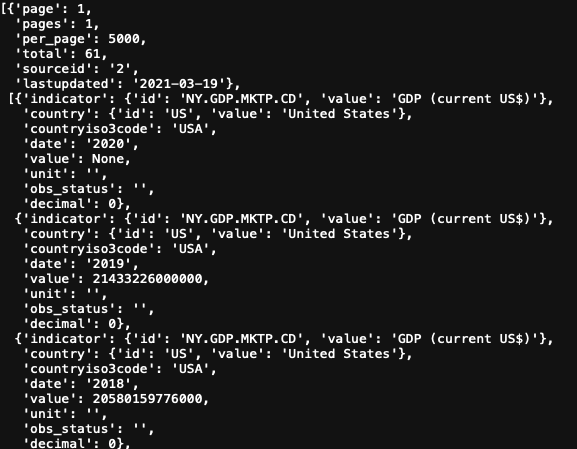 [{'page': 1,
'pages': 1,
'per_page': 5000,
'total': 61,
'sourceid': '2',
'lastupdated': '2021-03-19'},
[{'indicator': {'id': 'NY.GDP.MKTP.CD', 'value': 'GDP (current US$)'},
'country': {'id': 'US', 'value': 'United States'},
'countryiso3code': 'USA',
'date': '2020',
'value': None,
'unit': '',
'obs_status': '',
'decimal': 0},
{'indicator': {'id': 'NY.GDP.MKTP.CD', 'value': 'GDP (current US$)'},
'country': {'id': 'US', 'value': 'United States'},
'countryiso3code': 'USA',
'date': '2019',
'value': 21433226000000,
'unit': '',
'obs_status': '',
'decimal': 0},
{'indicator': {'id': 'NY.GDP.MKTP.CD', 'value': 'GDP (current US$)'},
'country': {'id': 'US', 'value': 'United States'},
'countryiso3code': 'USA',
'date': '2018',
'value': 20580159776000,
'unit': '',
'obs_status': '',
'decimal': 0},